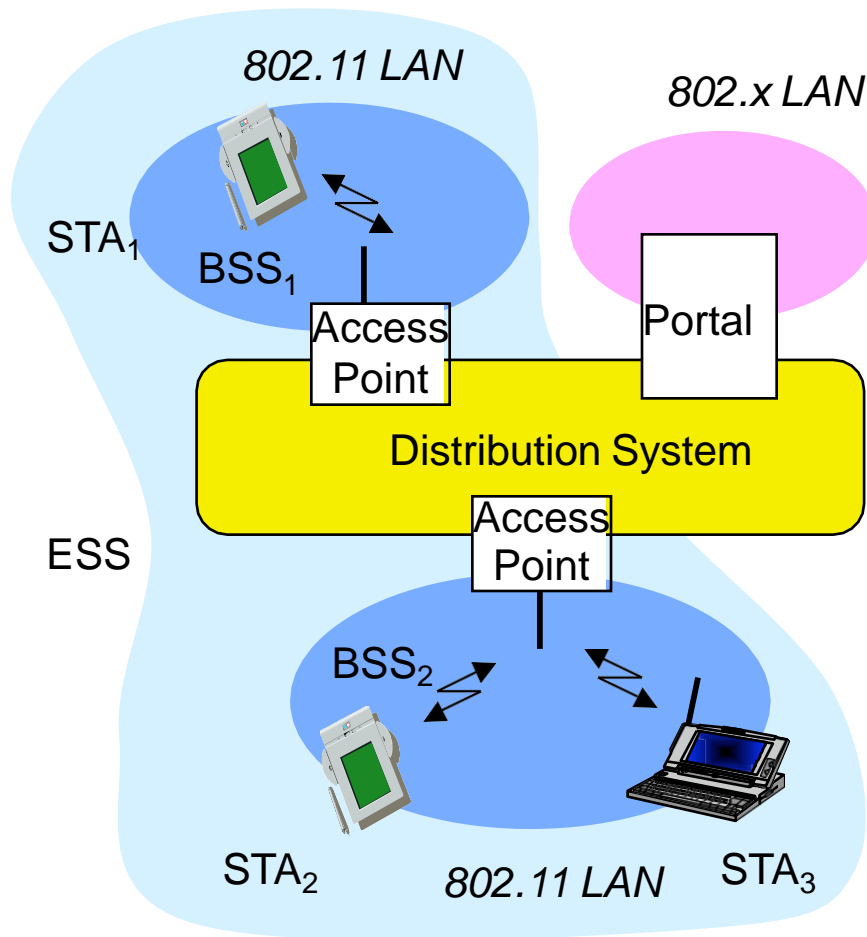 802.11 LAN
802.x LAN
STA₁
BSS₁
Access
Point
Portal
Distribution System
Access
Point
ESS
BSS₂
STA₂
802.11 LAN
STA₃